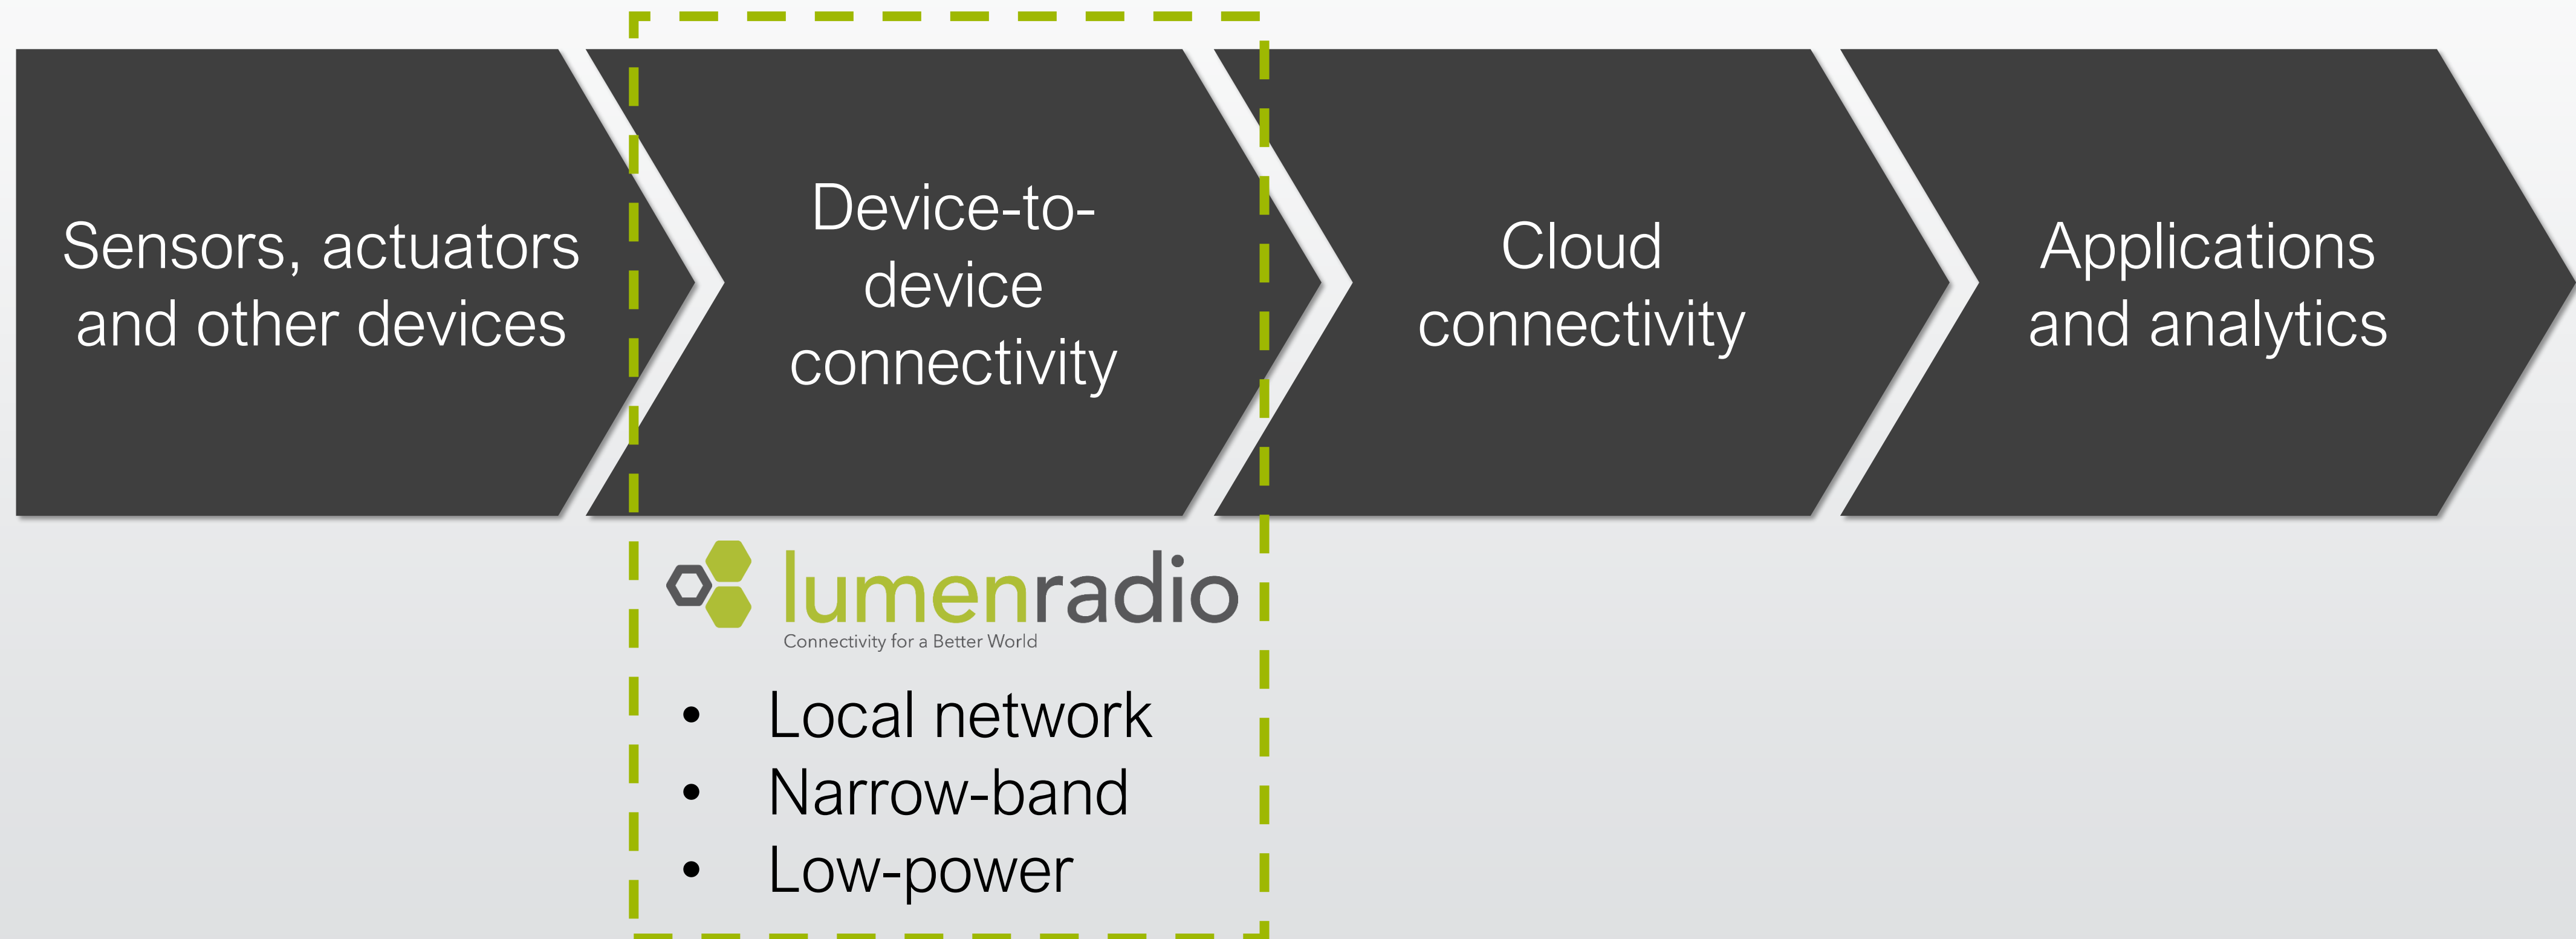 Sensors, actuators
and other devices
Device-to-
device
connectivity
Cloud
connectivity
Applications
and analytics
lumenradio
Connectivity for a Better World
• Local network
• Narrow-band
• Low-power